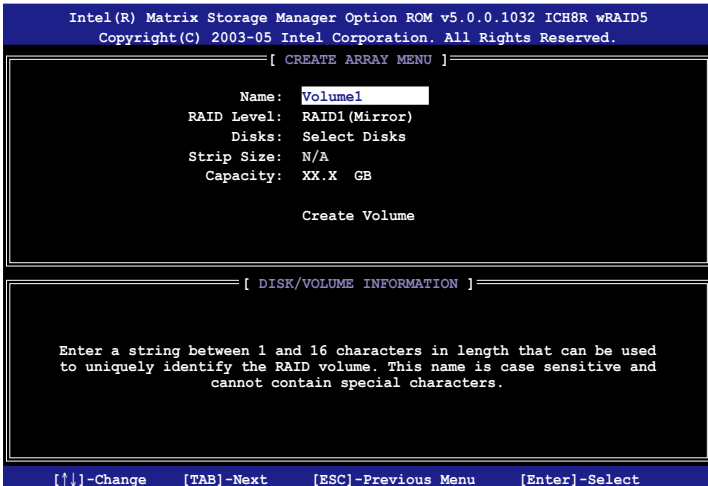 Intel(R) Matrix Storage Manager Option ROM v5.0.0.1032 ICH8R wRAID5
Copyright(C) 2003-05 Intel Corporation. All Rights Reserved.
[ CREATE ARRAY MENU ]
Name: Volume1
RAID Level: RAID1(Mirror)
Disks: Select Disks
Strip Size: N/A
Capacity: XX.X GB
Create Volume
[ DISK/VOLUME INFORMATION ]
Enter a string between 1 and 16 characters in length that can be used
to uniquely identify the RAID volume. This name is case sensitive and
cannot contain special characters.
[↑↓]-Change [TAB]-Next [ESC]-Previous Menu [Enter]-Select